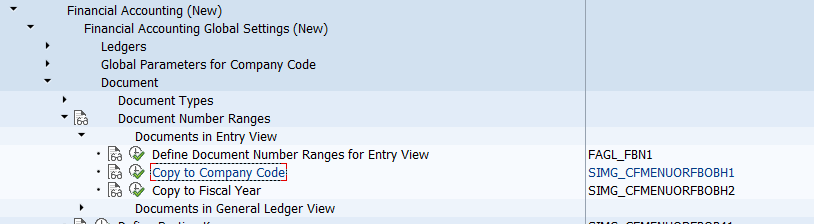 Financial Accounting (New)
Financial Accounting Global Settings (New)
Ledgers
Global Parameters for Company Code
Document
Document Types
Document Number Ranges
Documents in Entry View
Define Document Number Ranges for Entry View FAGL_FBN1
Copy to Company Code SIMG_CFMENUORFBOBH1
Copy to Fiscal Year SIMG_CFMENUORFBOBH2
Documents in General Ledger View